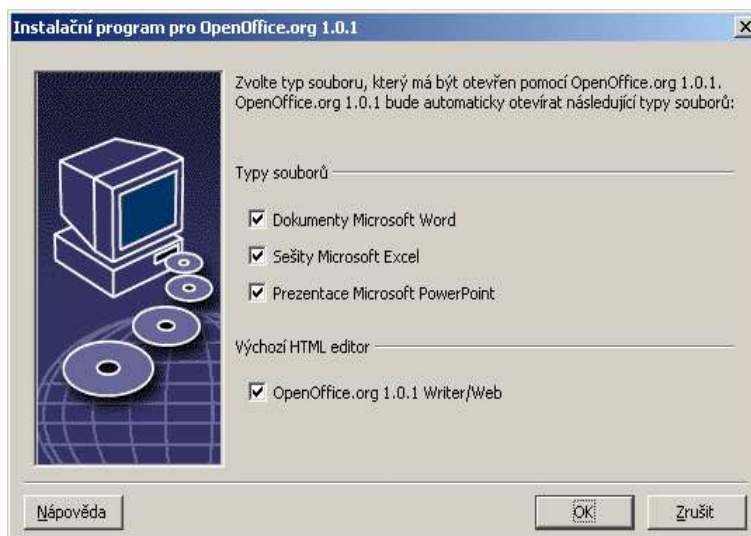 Instalační program pro OpenOffice.org 1.0.1
Zvolte typ souboru, který má být otevřen pomocí OpenOffice.org 1.0.1.
OpenOffice.org 1.0.1 bude automaticky otevírat následující typy souborů:
Typy souborů
Dokumenty Microsoft Word
Sešity Microsoft Excel
Prezentace Microsoft PowerPoint
Výchozí HTML editor
OpenOffice.org 1.0.1 Writer/Web
Nápověda
OK
Zrušit